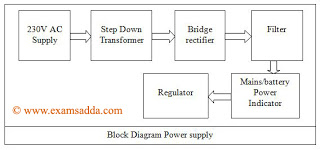 230V AC
Supply
Step Down
Transformer
Bridge
rectifier
Filter
Regulator
Mains/battery
Power
Indicator
© www.examsadda.com
Block Diagram Power supply